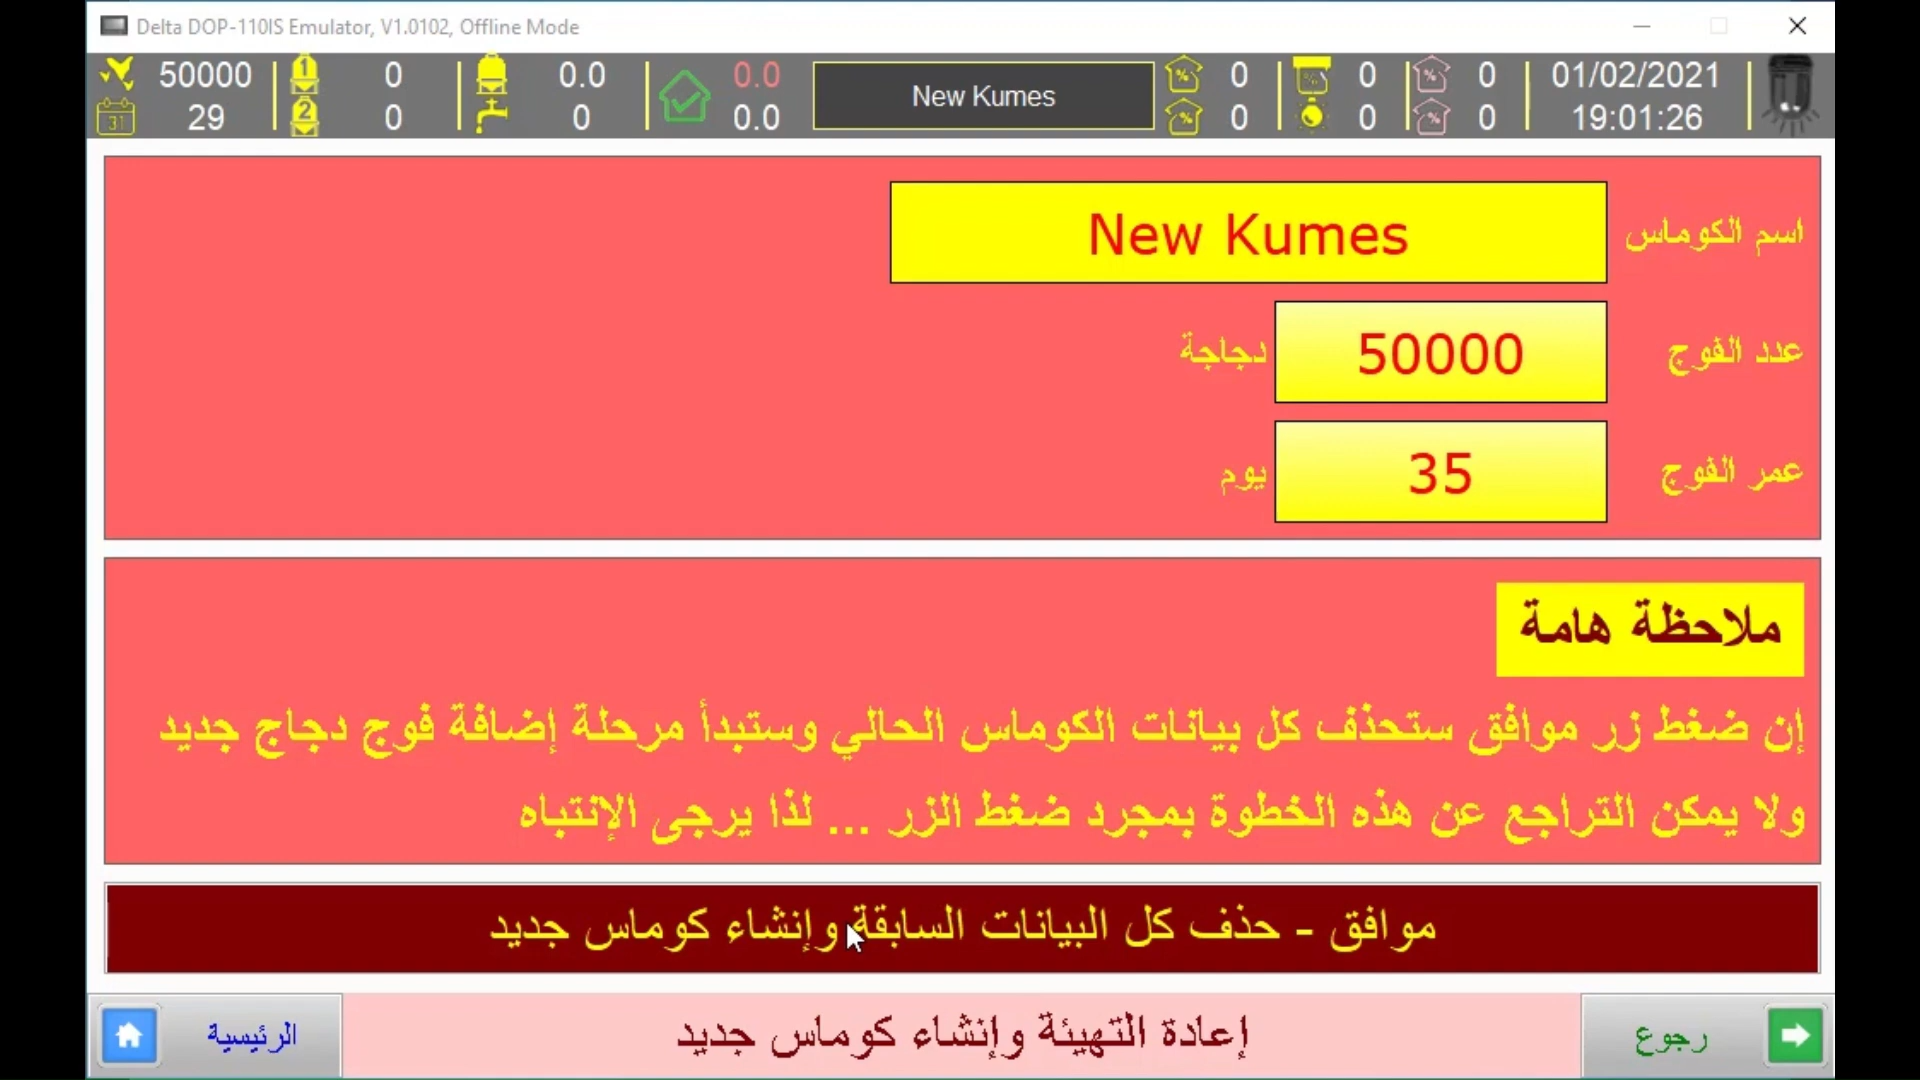 Delta DOP-110IS Emulator, V1.0102, Offline Mode
50000 1 0 0.0 0.0 New Kumes 0 0 0 01/02/2021
31 29 2 0 0 0.0 0 0 0 19:01:26
اسم الكوماس New Kumes
عدد الفوج 50000 دجاجة
عمر الفوج 35 يوم
ملاحظة هامة
إن ضغط زر موافق ستحذف كل بيانات الكوماس الحالي وستبدأ مرحلة إضافة فوج دجاج جديد
ولا يمكن التراجع عن هذه الخطوة بمجرد ضغط الزر ... لذا يرجى الإنتباه
موافق - حذف كل البيانات السابقة وإنشاء كوماس جديد
رجوع إعادة التهيئة وإنشاء كوماس جديد الرئيسية